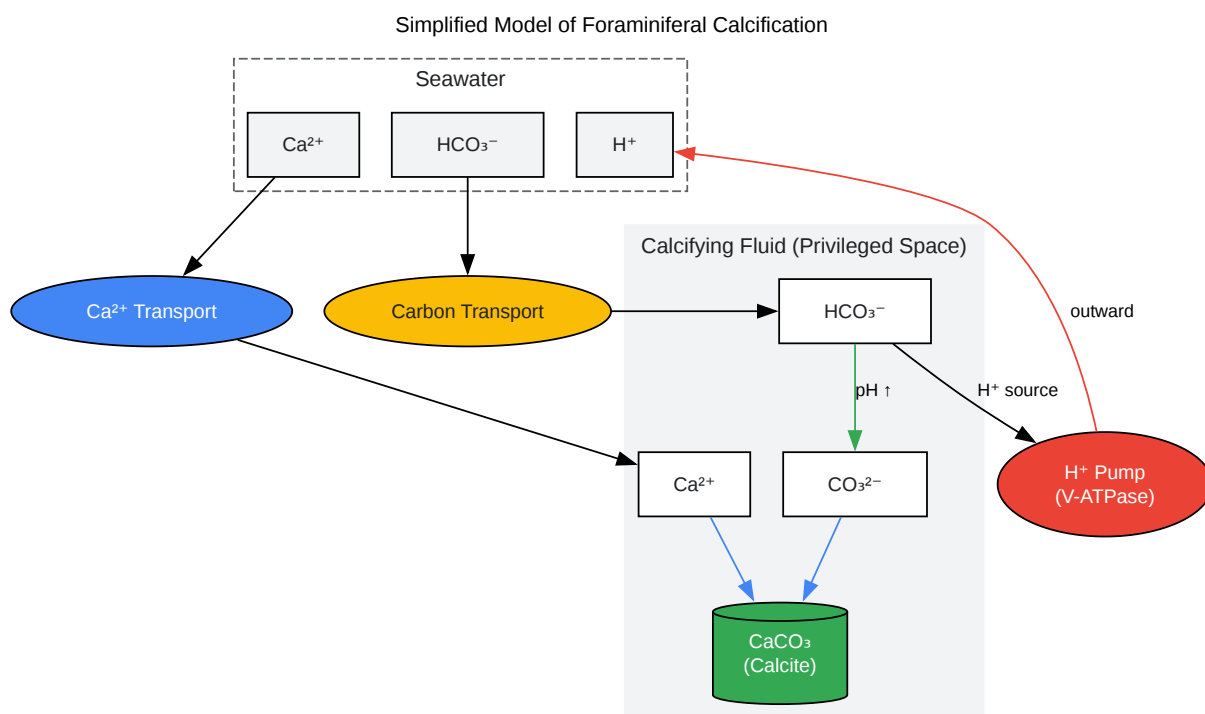 Simplified Model of Foraminiferal Calcification
Seawater
Ca²⁺
HCO₃⁻
H⁺
Calcifying Fluid (Privileged Space)
Ca²⁺ Transport
Carbon Transport
HCO₃⁻
outward
pH ↑
H⁺ source
Ca²⁺
CO₃²⁻
H⁺ Pump
(V-ATPase)
CaCO₃
(Calcite)